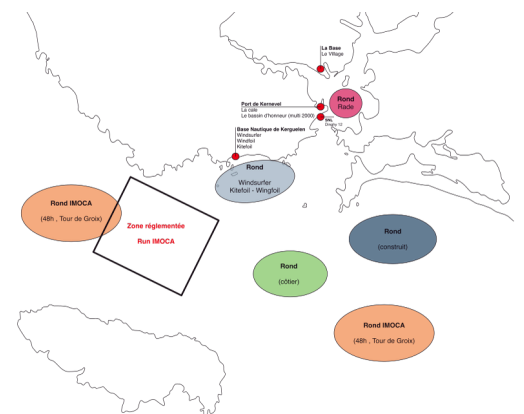 La Base
Le Village
Port de Kernevel
La cale
Le bassin d'honneur (multi 2000)
SNL
Rond
Rade
Base Nautique de Kerguelen
Windsurfer
Windfoil
Kitefoil
Rond
Windsurfer
Kitefoil - Wingfoil
Rond IMOCA
(48h , Tour de Groix)
Zone réglementée
Run IMOCA
Rond
(construit)
Rond
(côtier)
Rond IMOCA
(48h , Tour de Groix)